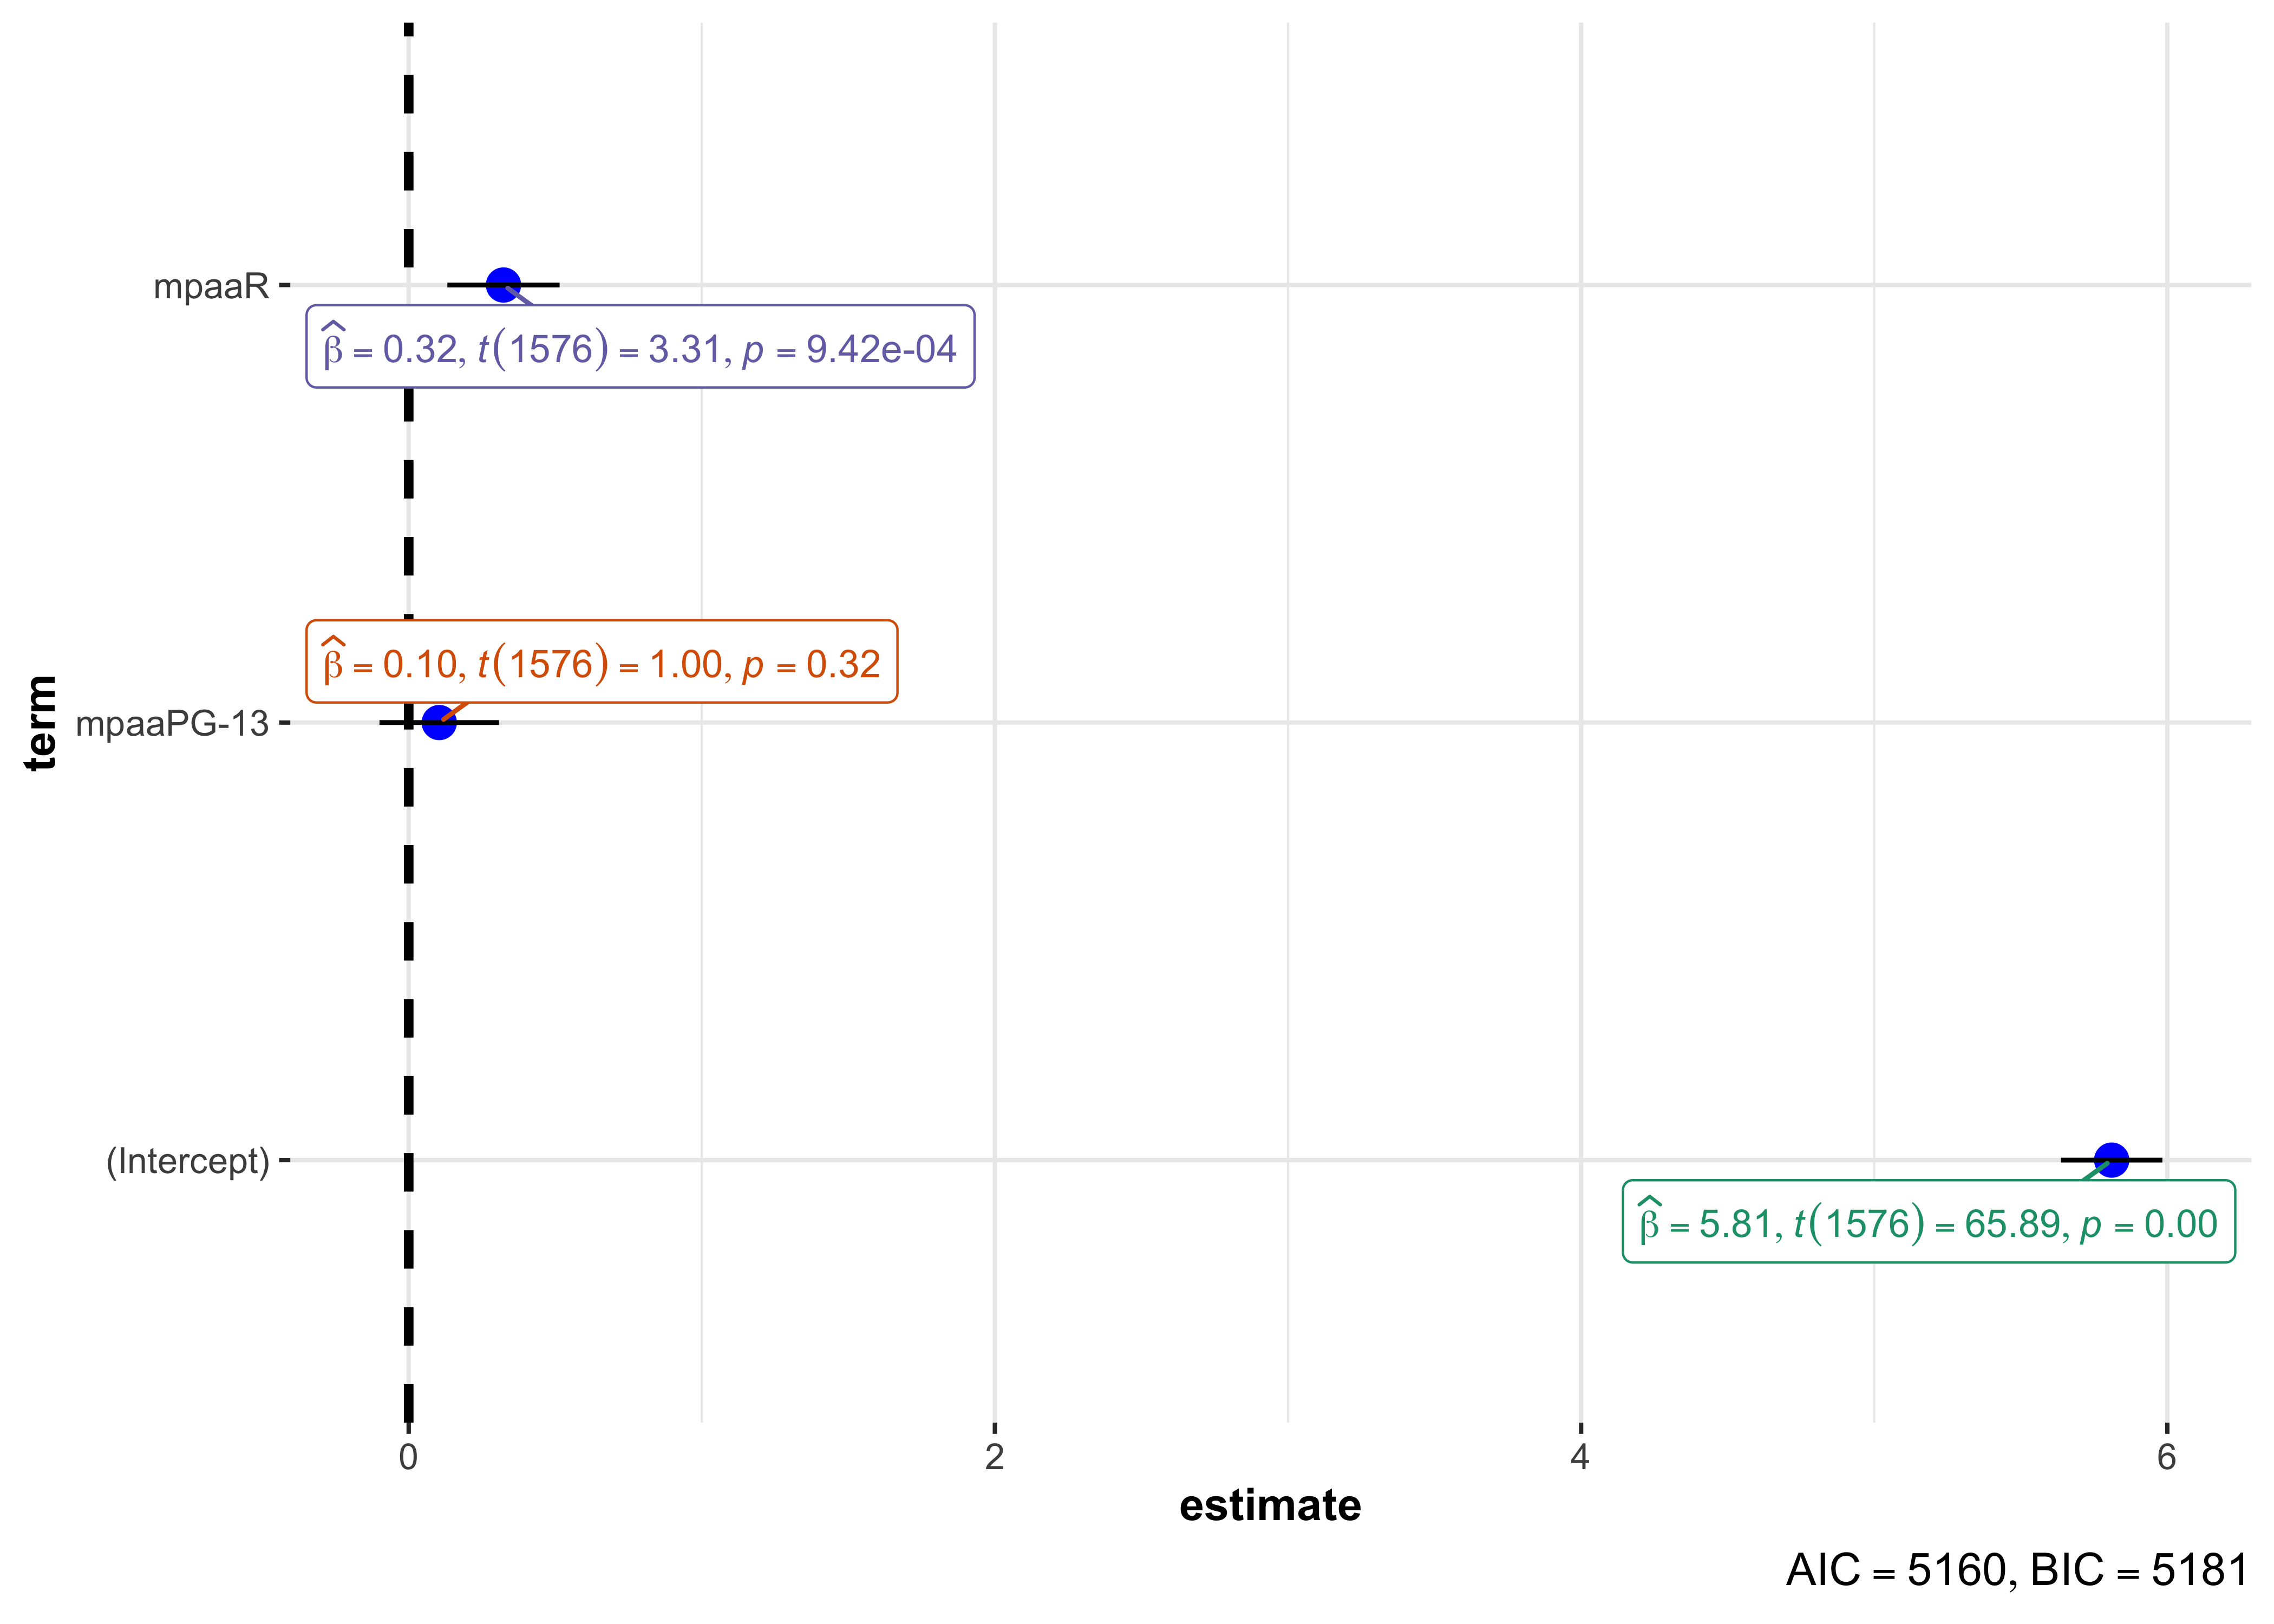 mpaaR
β̂ = 0.32, t(1576) = 3.31, p = 9.42e-04
β̂ = 0.10, t(1576) = 1.00, p = 0.32
mpaaPG-13
term
(Intercept)
β̂ = 5.81, t(1576) = 65.89, p = 0.00
0 2 4 6
estimate
AIC = 5160, BIC = 5181